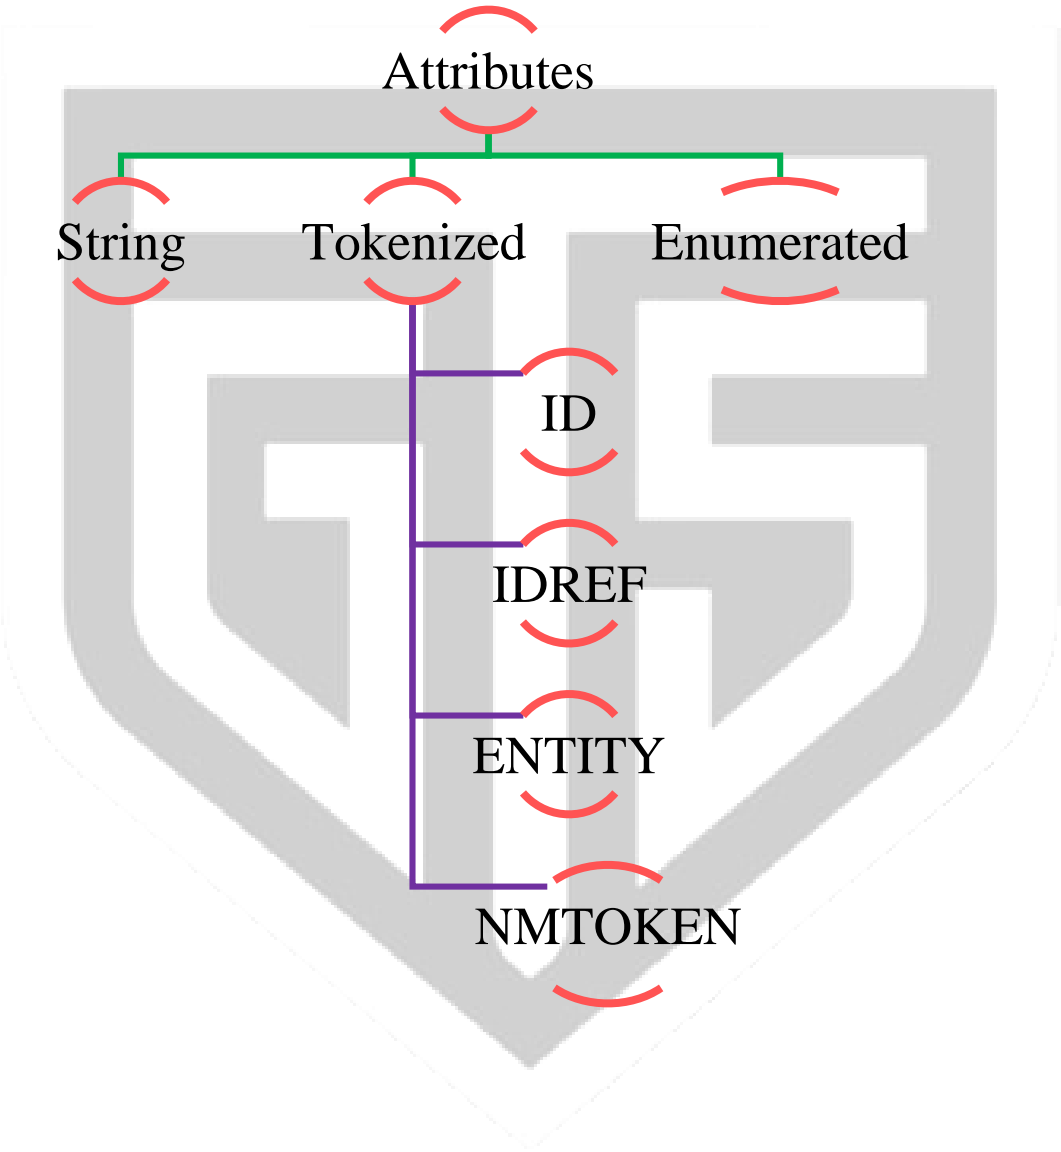 Attributes
String
Tokenized
Enumerated
ID
IDREF
ENTITY
NMTOKEN